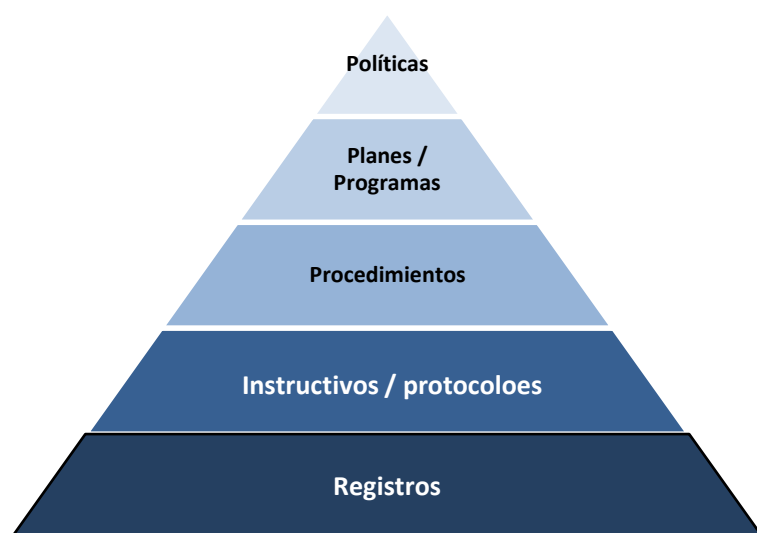 Políticas
Planes /
Programas
Procedimientos
Instructivos / protocoloes
Registros